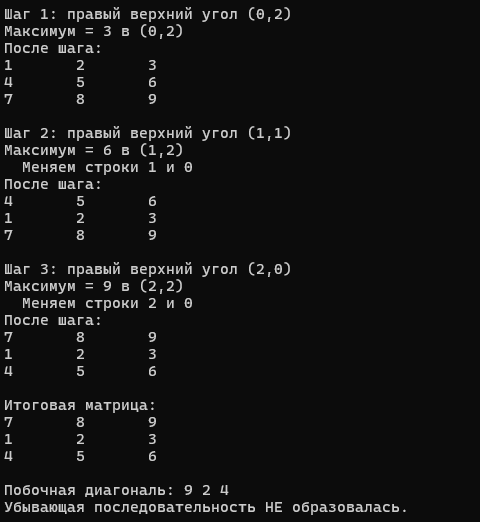 Шаг 1: правый верхний угол (0,2)
Максимум = 3 в (0,2)
После шага:
1 2 3
4 5 6
7 8 9
Шаг 2: правый верхний угол (1,1)
Максимум = 6 в (1,2)
Меняем строки 1 и 0
После шага:
4 5 6
1 2 3
7 8 9
Шаг 3: правый верхний угол (2,0)
Максимум = 9 в (2,2)
Меняем строки 2 и 0
После шага:
7 8 9
1 2 3
4 5 6
Итоговая матрица:
7 8 9
1 2 3
4 5 6
Побочная диагональ: 9 2 4
Убывающая последовательность НЕ образовалась.